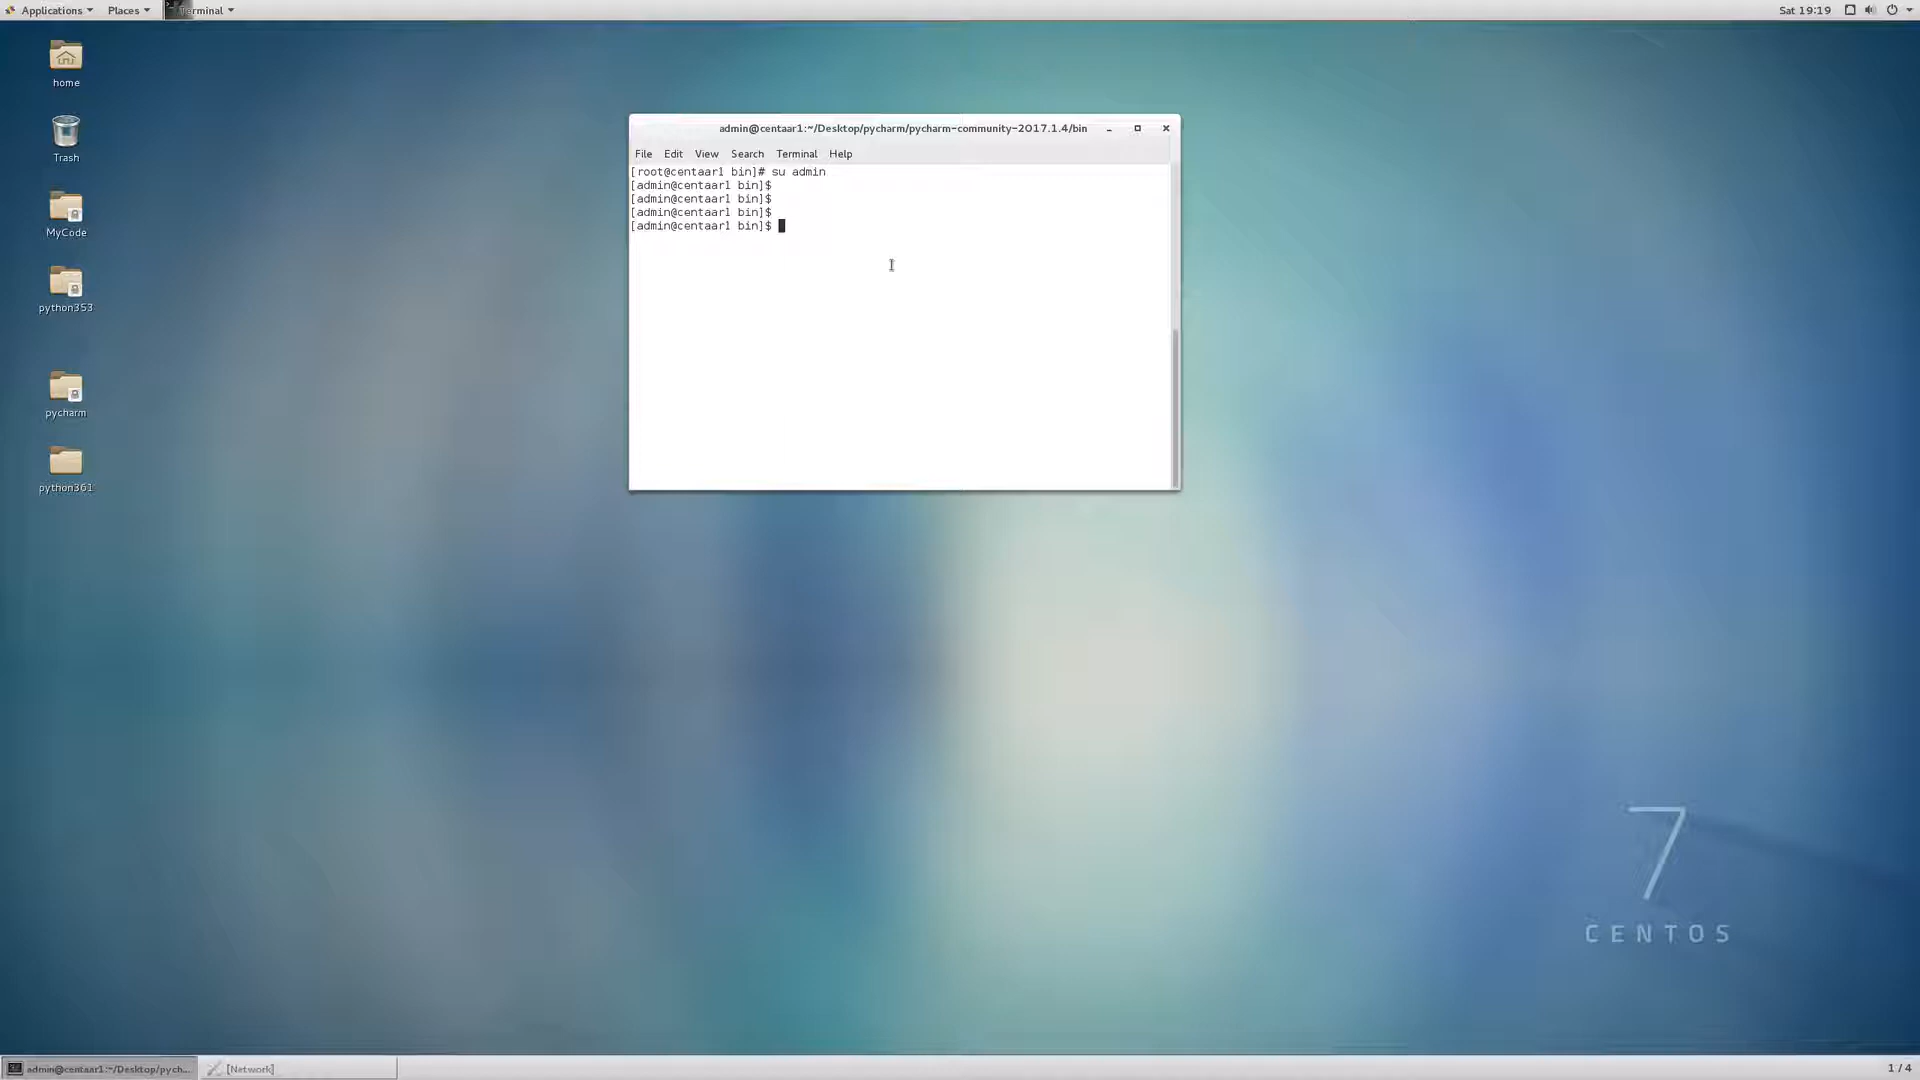 Applications Places Terminal Sat 19:19
home
Trash
MyCode
python353
pycharm
python361
admin@centaar1:~/Desktop/pycharm/pycharm-community-2017.1.4/bin
File Edit View Search Terminal Help
[root@centaar1 bin]# su admin
[admin@centaar1 bin]$
[admin@centaar1 bin]$
[admin@centaar1 bin]$
[admin@centaar1 bin]$
7
CENTOS
admin@centaar1:~/Desktop/pych... [Network] 1 / 4